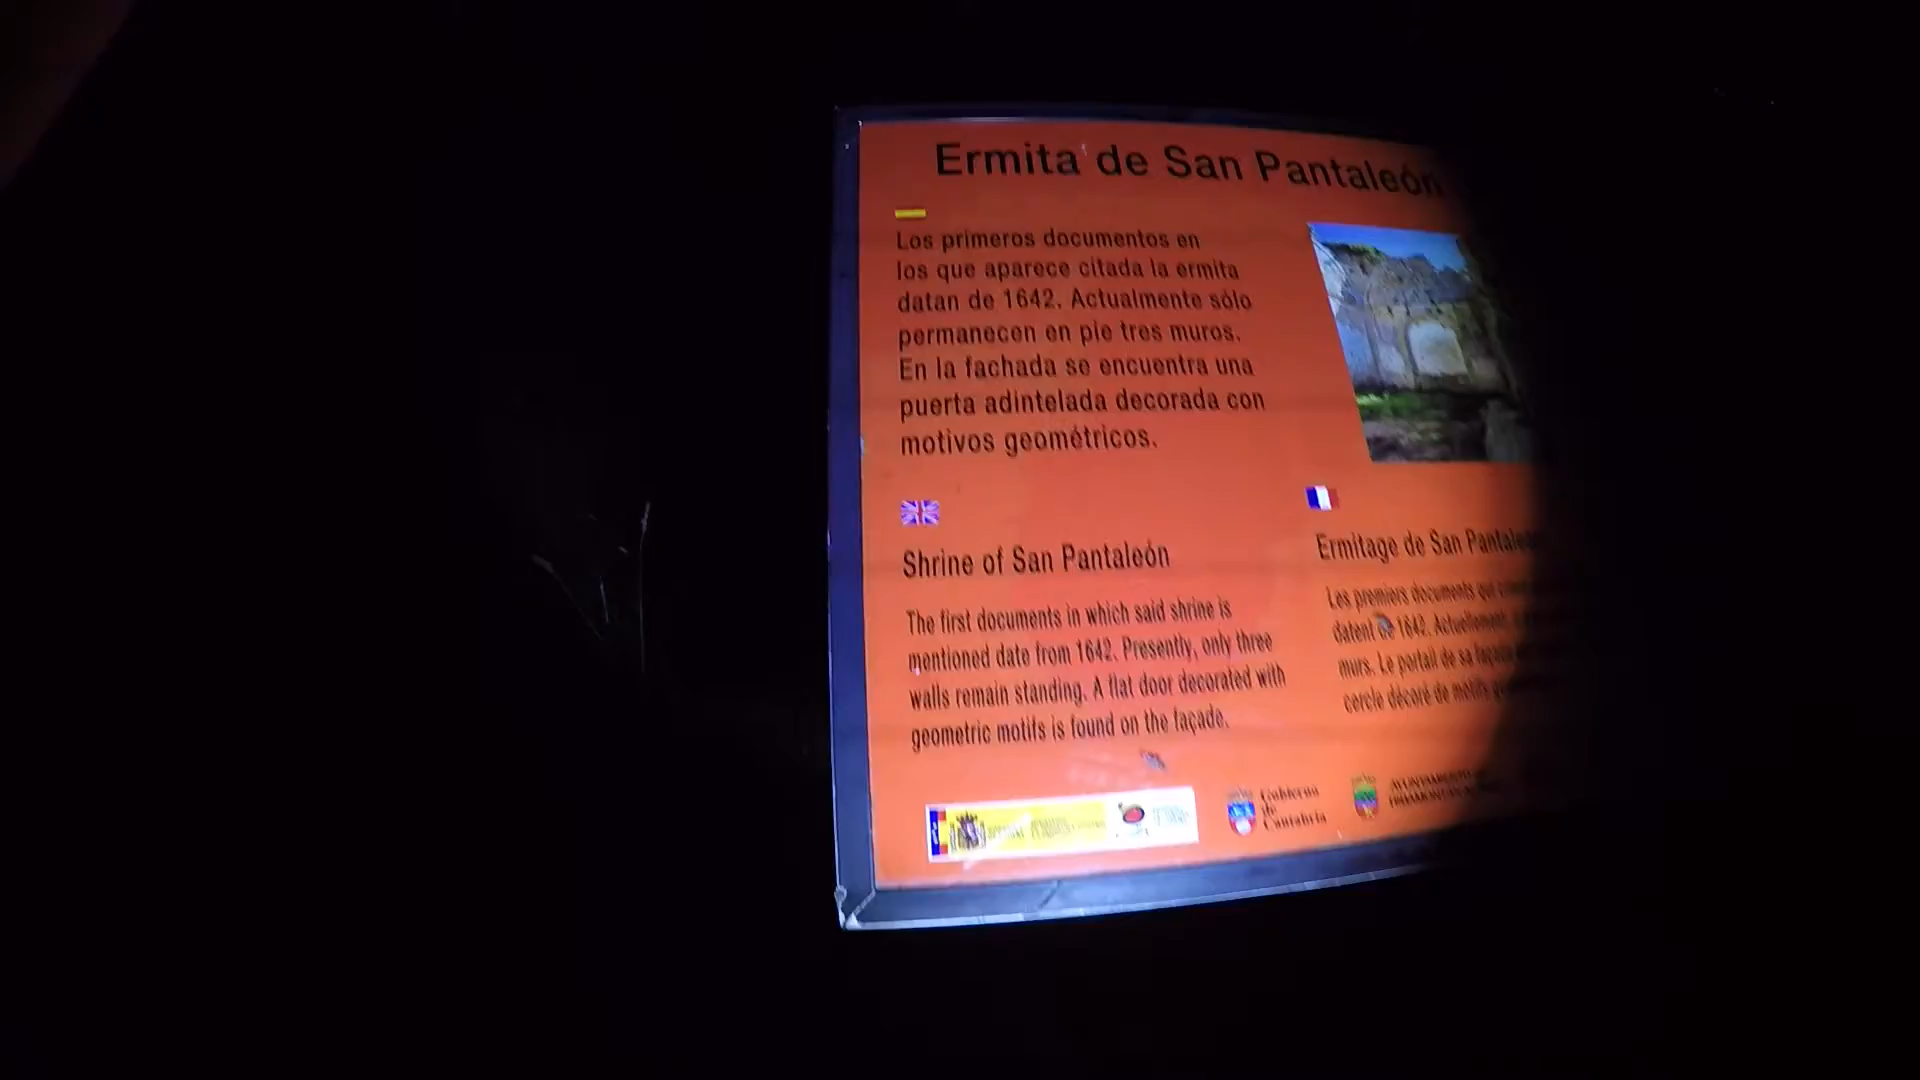 Ermita de San Pantaleón
Los primeros documentos en
los que aparece citada la ermita
datan de 1642. Actualmente sólo
permanecen en pie tres muros.
En la fachada se encuentra una
puerta adintelada decorada con
motivos geométricos.
Shrine of San Pantaleón
The first documents in which said shrine is
mentioned date from 1642. Presently, only three
walls remain standing. A flat door decorated with
geometric motifs is found on the façade.
Ermitage de San
Les premiers documents qui
datent de 1642. Actuellement,
murs. Le portail de sa façade
cercle décoré de motifs
Gobierno
de
Cantabria
AYUNTAMIENTO